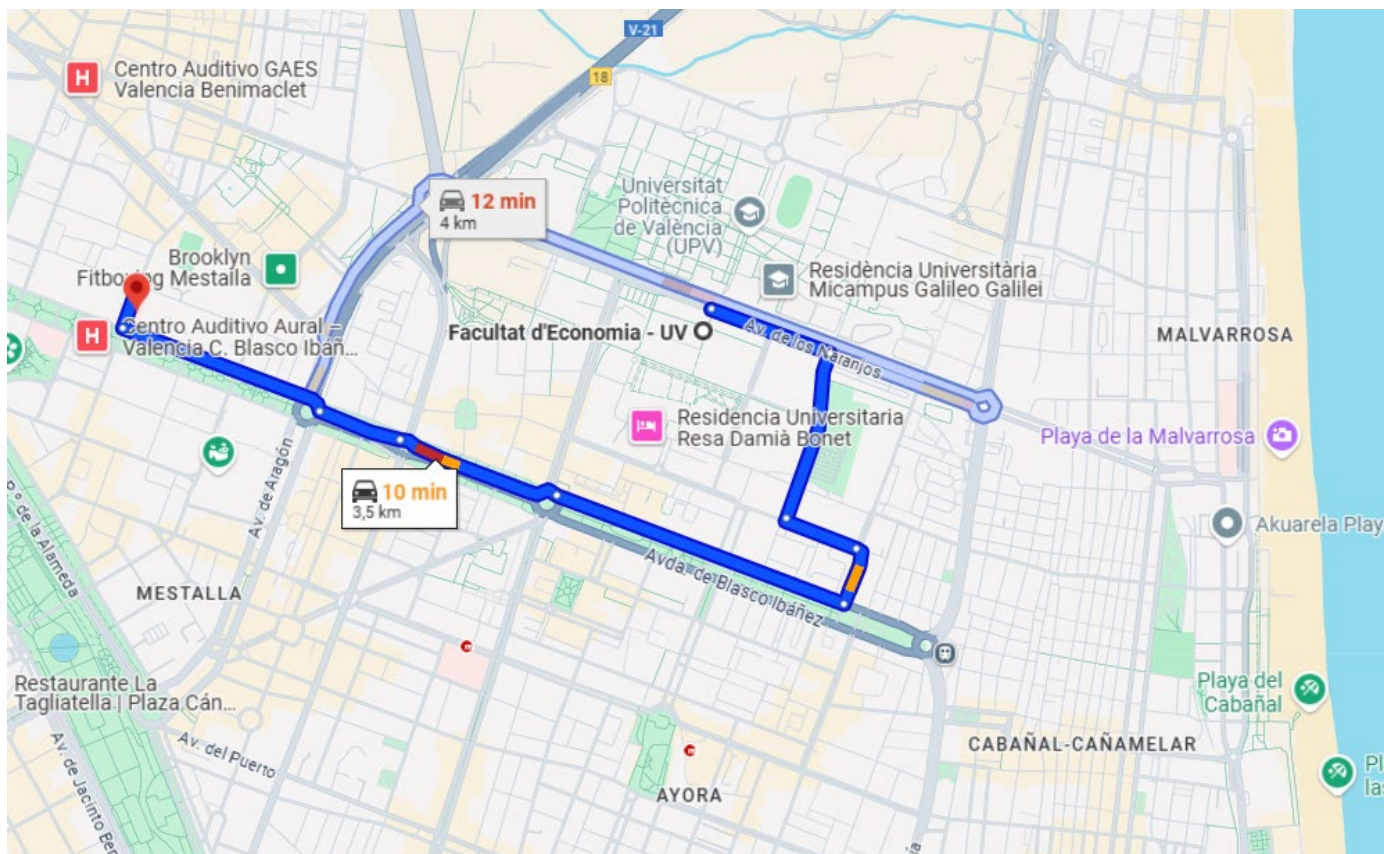 V-21
Centro Auditivo GAES
Valencia Benimaclet
18
12 min
4 km
Universitat
Politècnica
de València
(UPV)
Brooklyn
Fitboxing Mestalla
Residència Universitària
Micampus Galileo Galilei
Centro Auditivo Aural –
Valencia C. Blasco Ibáñ...
Facultat d'Economia - UV
Av. de los Naranjos
MALVARROSA
Residencia Universitaria
Resa Damià Bonet
Playa de la Malvarrosa
10 min
3,5 km
Av. de Aragón
Akuarela Play
de la Alameda
MESTALLA
Avda. de Blasco Ibáñez
Restaurante La
Tagliatella | Plaza Cán...
Playa del
Cabañal
Av. del Puerto
CABAÑAL-CAÑAMELAR
Av. de Jacinto Ben
AYORA